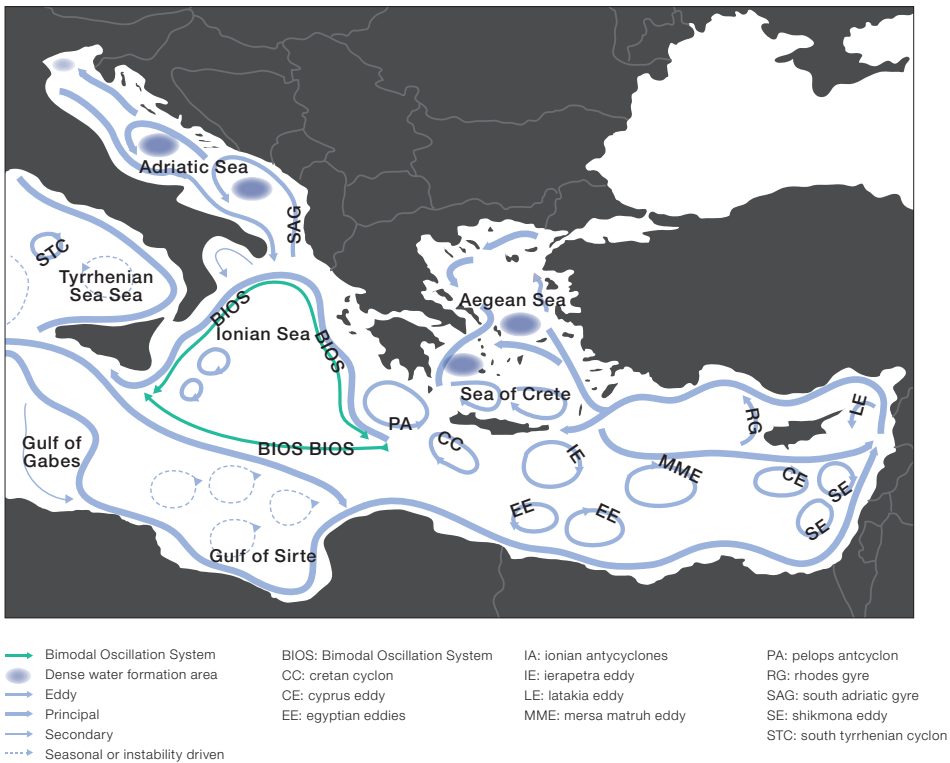 Adriatic Sea
SAG
STC
Tyrrhenian
Sea Sea
BIOS
Ionian Sea
BIOS
Aegean Sea
Sea of Crete
PA
CC
RG
LE
Gulf of
Gabes
BIOS BIOS
IE
MME
CE
SE
EE
EE
SE
Gulf of Sirte
Bimodal Oscillation System
Dense water formation area
Eddy
Principal
Secondary
Seasonal or instability driven
BIOS: Bimodal Oscillation System
CC: cretan cyclon
CE: cyprus eddy
EE: egyptian eddies
IA: ionian antycyclones
IE: ierapetra eddy
LE: latakia eddy
MME: mersa matruh eddy
PA: pelops antcyclon
RG: rhodes gyre
SAG: south adriatic gyre
SE: shikmona eddy
STC: south tyrrhenian cyclon